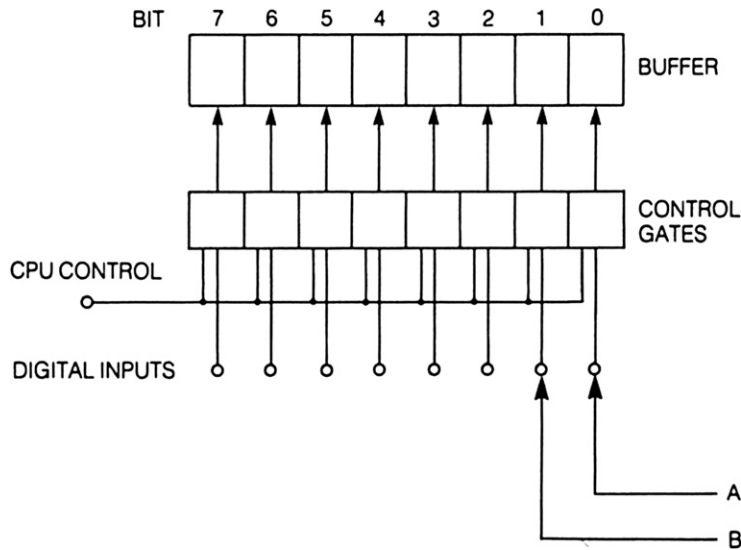 BIT 7 6 5 4 3 2 1 0
BUFFER
CONTROL
GATES
CPU CONTROL
DIGITAL INPUTS
A
B